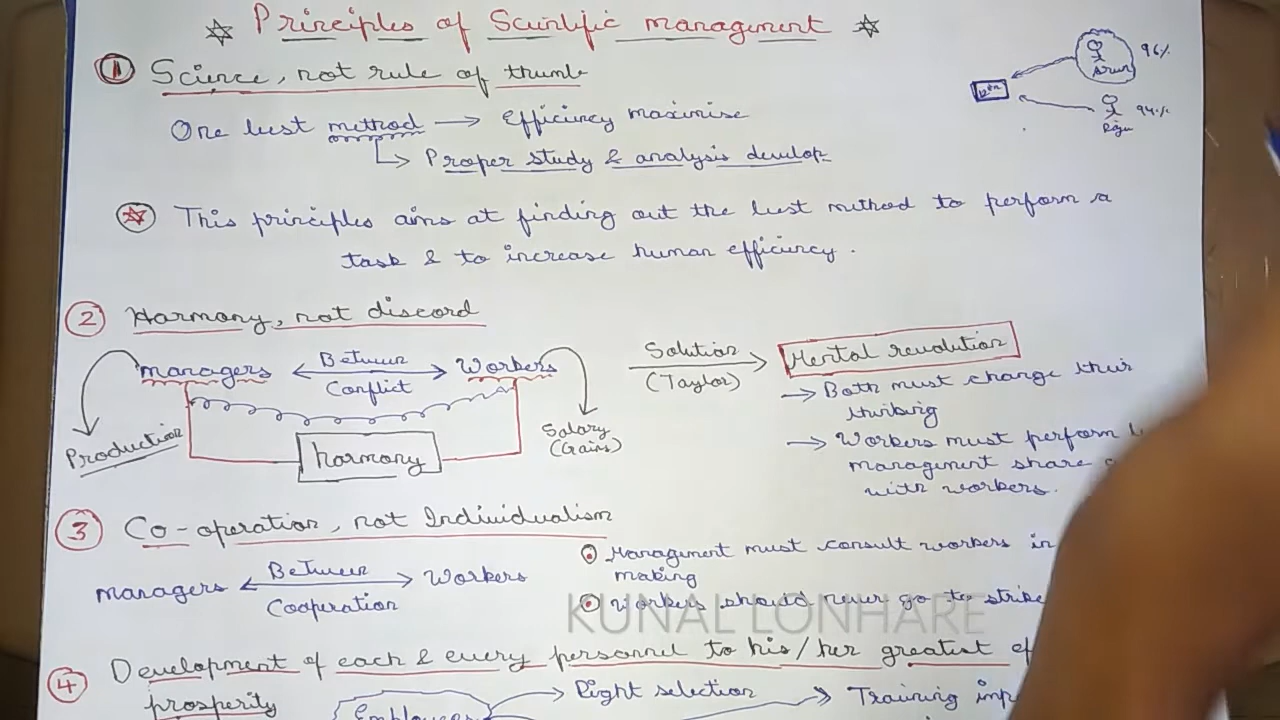 ☆ Principles of Scientific management ☆
① Science, not rule of thumb
One best method → Efficiency maximise
↳ Proper study & analysis develop
Arun 96%
94%
☆ This principles aims at finding out the best method to perform a
task & to increase human efficiency.
② Harmony, not discord
managers Between Workers
Conflict
Production
harmony
Salary
(Gains)
Solution
(Taylor)
Mental revolution
→ Both must change their
thinking
→ Workers must perform
management share
with workers.
③ Co-operation, not Individualism
managers Between Workers
Cooperation
Management must consult workers in
making
Workers should never go to strike
KUNAL LONHARE
④ Development of each & every personnel to his/her greatest ef
prosperity
Employees → Right selection → Training imp